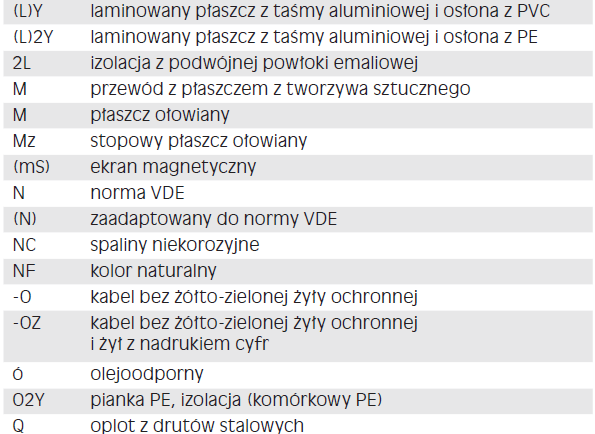 (L)Y laminowany płaszcz z taśmy aluminiowej i osłona z PVC
(L)2Y laminowany płaszcz z taśmy aluminiowej i osłona z PE
2L izolacja z podwójnej powłoki emaliowej
M przewód z płaszczem z tworzywa sztucznego
M płaszcz ołowiany
Mz stopowy płaszcz ołowiany
(mS) ekran magnetyczny
N norma VDE
(N) zaadaptowany do normy VDE
NC spaliny niekorozyjne
NF kolor naturalny
-O kabel bez żółto-zielonej żyły ochronnej
-OZ kabel bez żółto-zielonej żyły ochronnej
i żył z nadrukiem cyfr
ó olejoodporny
O2Y pianka PE, izolacja (komórkowy PE)
Q oplot z drutów stalowych